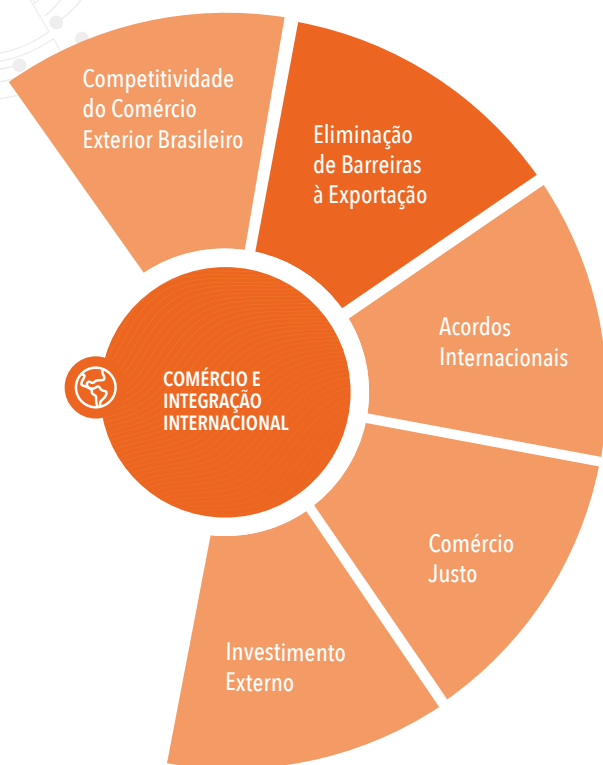 Competitividade
do Comércio
Exterior Brasileiro
Eliminação
de Barreiras
à Exportação
Acordos
Internacionais
COMÉRCIO E
INTEGRAÇÃO
INTERNACIONAL
Comércio
Justo
Investimento
Externo